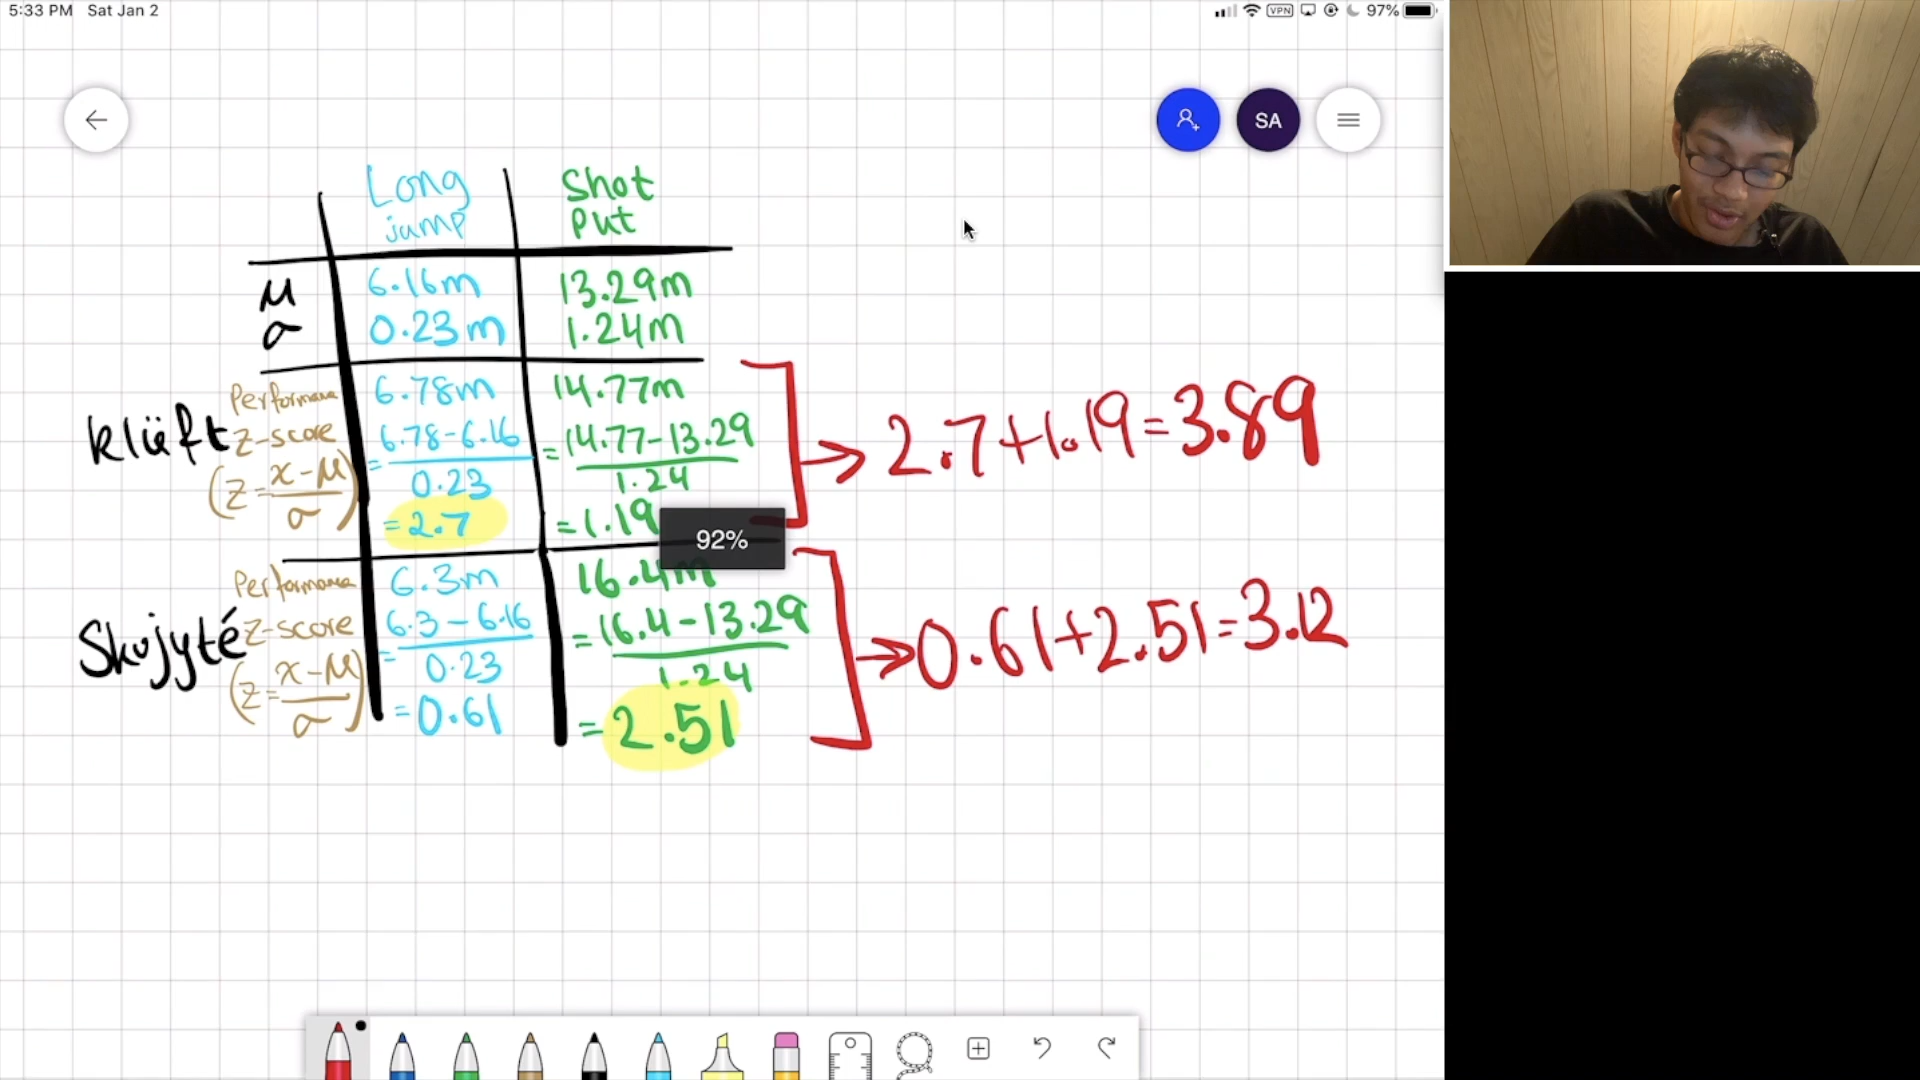 5:33 PM Sat Jan 2
VPN 97%
SA
Long jump
Shot Put
μ 6.16m 13.29m
σ 0.23m 1.24m
klüft
Performance 6.78m 14.77m
z-score = 6.78-6.16 / 0.23 = 14.77-13.29 / 1.24
(z = x-μ / σ)
= 2.7 = 1.19
→ 2.7+1.19=3.89
92%
Skujyté
Performance 6.3m 16.4m
z-score = 6.3-6.16 / 0.23 = 16.4-13.29 / 1.24
(z = x-μ / σ)
= 0.61 = 2.51
→ 0.61+2.51=3.12